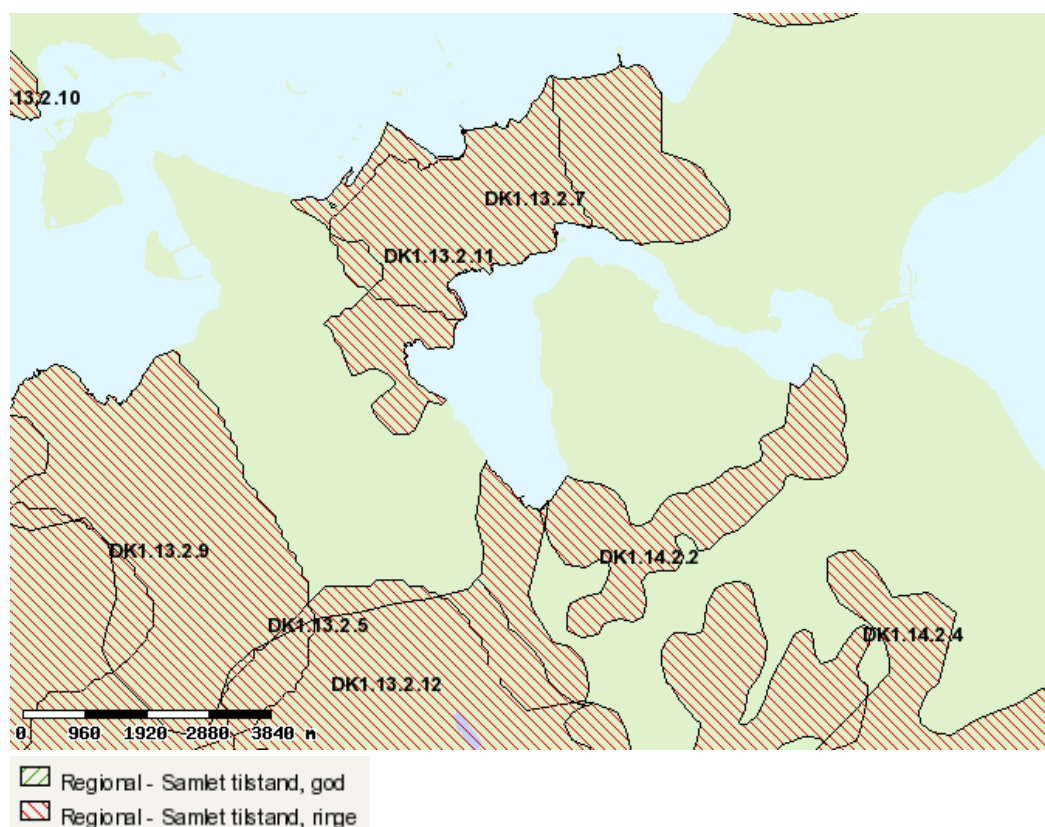 .13.2.10
DK1.13.2.7
DK1.13.2.11
DK1.13.2.9
DK1.14.2.2
DK1.13.2.5
DK1.14.2.4
DK1.13.2.12
0 960 1920 2880 3840 m
Regional - Samlet tilstand, god
Regional - Samlet tilstand, ringe